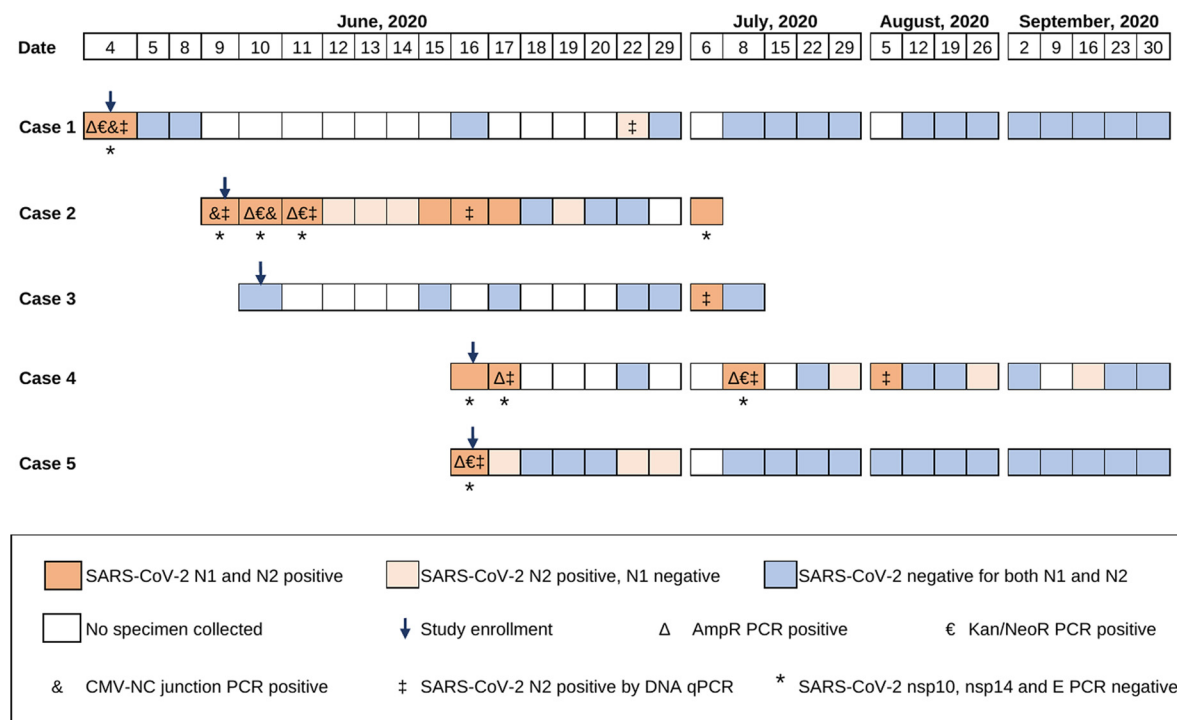 June, 2020 July, 2020 August, 2020 September, 2020
Date 4 5 8 9 10 11 12 13 14 15 16 17 18 19 20 22 29 6 8 15 22 29 5 12 19 26 2 9 16 23 30
Case 1 Δ€&‡ ‡
*
Case 2 &‡ Δ€& Δ€‡ ‡
* * * *
Case 3 ‡
Case 4 Δ‡ Δ€‡ ‡
* * *
Case 5 Δ€‡
*
SARS-CoV-2 N1 and N2 positive SARS-CoV-2 N2 positive, N1 negative SARS-CoV-2 negative for both N1 and N2
No specimen collected Study enrollment Δ AmpR PCR positive € Kan/NeoR PCR positive
& CMV-NC junction PCR positive ‡ SARS-CoV-2 N2 positive by DNA qPCR * SARS-CoV-2 nsp10, nsp14 and E PCR negative